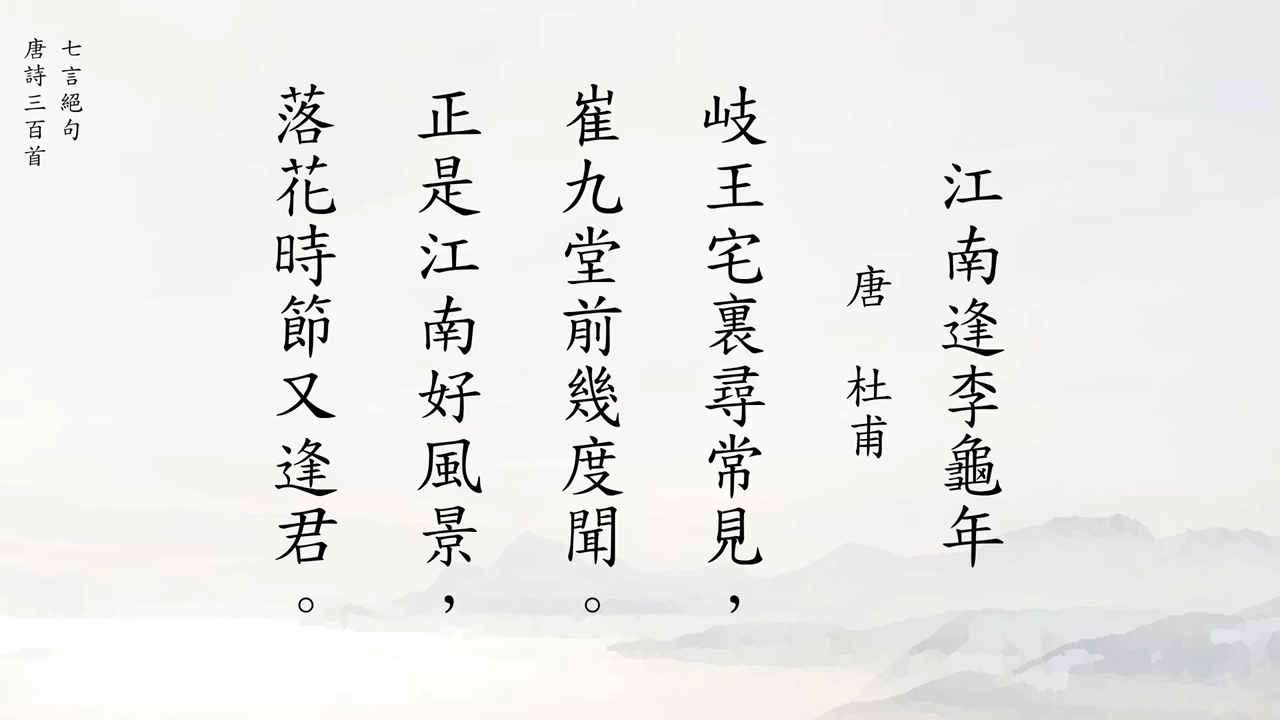 江南逢李龜年
唐 杜甫
岐王宅裏尋常見，
崔九堂前幾度聞。
正是江南好風景，
落花時節又逢君。
七言絕句
唐詩三百首